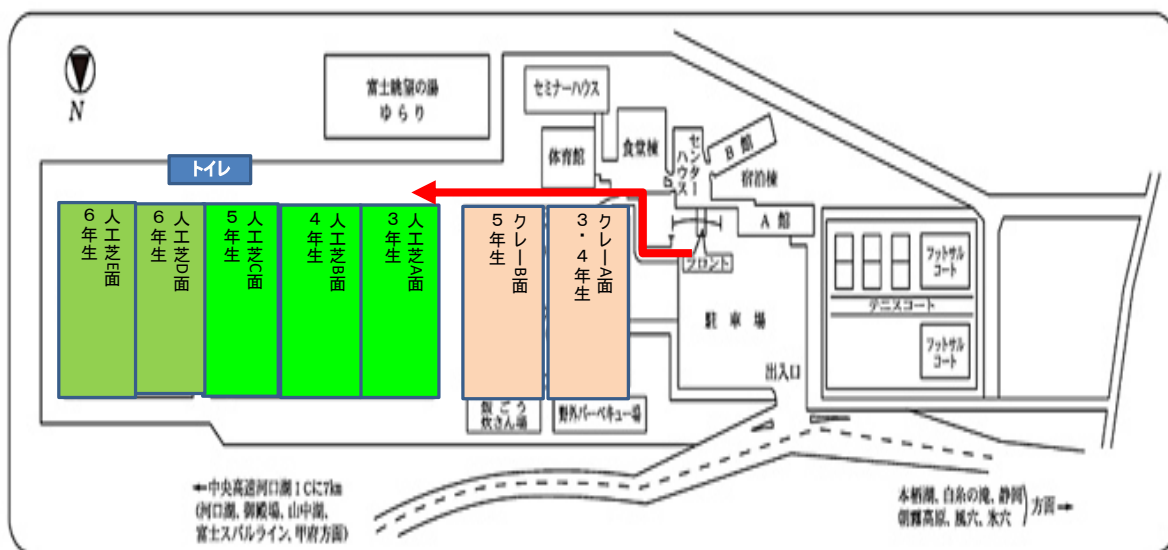 N
富士眺望の湯
ゆらり
セミナーハウス
体育館
食堂棟
センター
ハウス
B館
宿泊棟
A館
トイレ
人工芝E面
6年生
人工芝D面
6年生
人工芝C面
5年生
人工芝B面
4年生
人工芝A面
3年生
クレーB面
5年生
クレーA面
3・4年生
フロント
駐車場
出入口
フットサル
コート
テニスコート
フットサル
コート
飯ごう
炊さん場
野外バーベキュー場
←中央高速河口湖ICに7km
(河口湖、御殿場、山中湖、
富士スバルライン、甲府方面)
本栖湖、白糸の滝、静岡
朝霧高原、風穴、氷穴
方面→